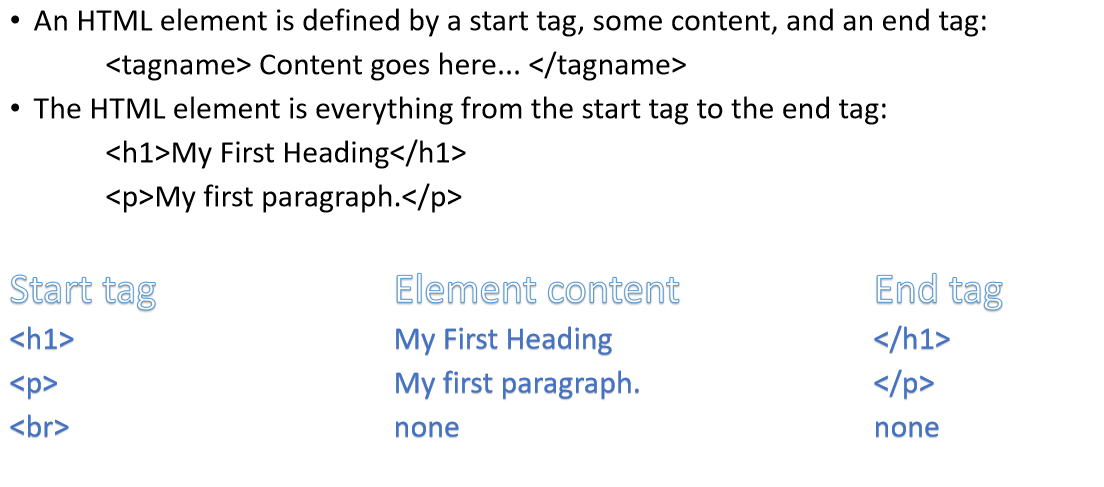 • An HTML element is defined by a start tag, some content, and an end tag:
<tagname> Content goes here... </tagname>
• The HTML element is everything from the start tag to the end tag:
<h1>My First Heading</h1>
<p>My first paragraph.</p>
Start tag Element content End tag
<h1> My First Heading </h1>
<p> My first paragraph. </p>
<br> none none